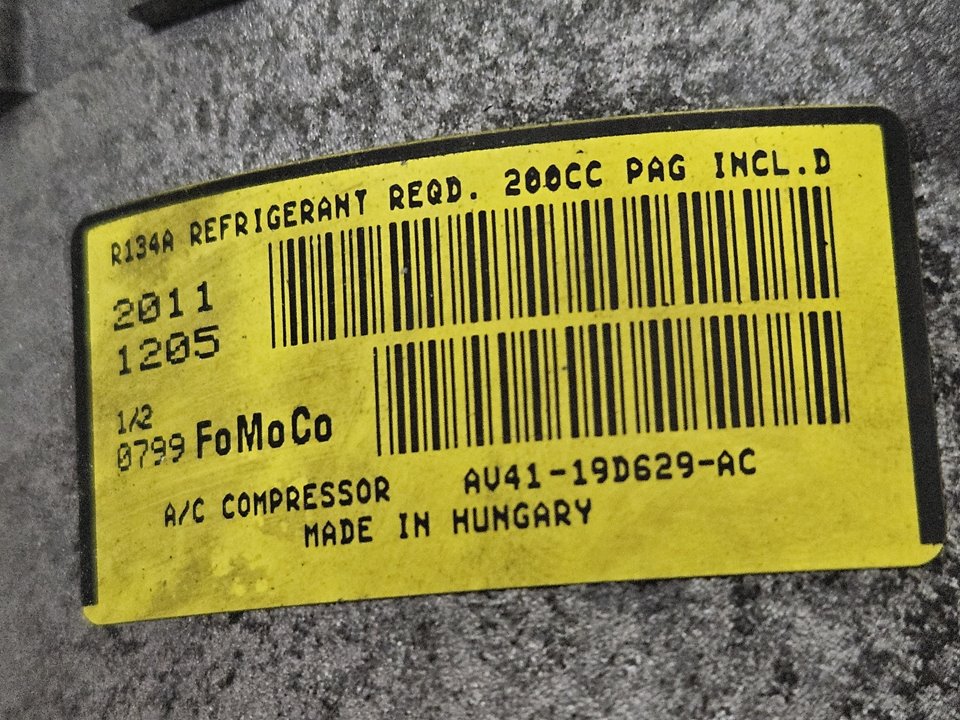 R134A REFRIGERANT REQD. 200CC PAG INCL.D
2011
1205
1/2
0799 FoMoCo
A/C COMPRESSOR AV41-19D629-AC
MADE IN HUNGARY